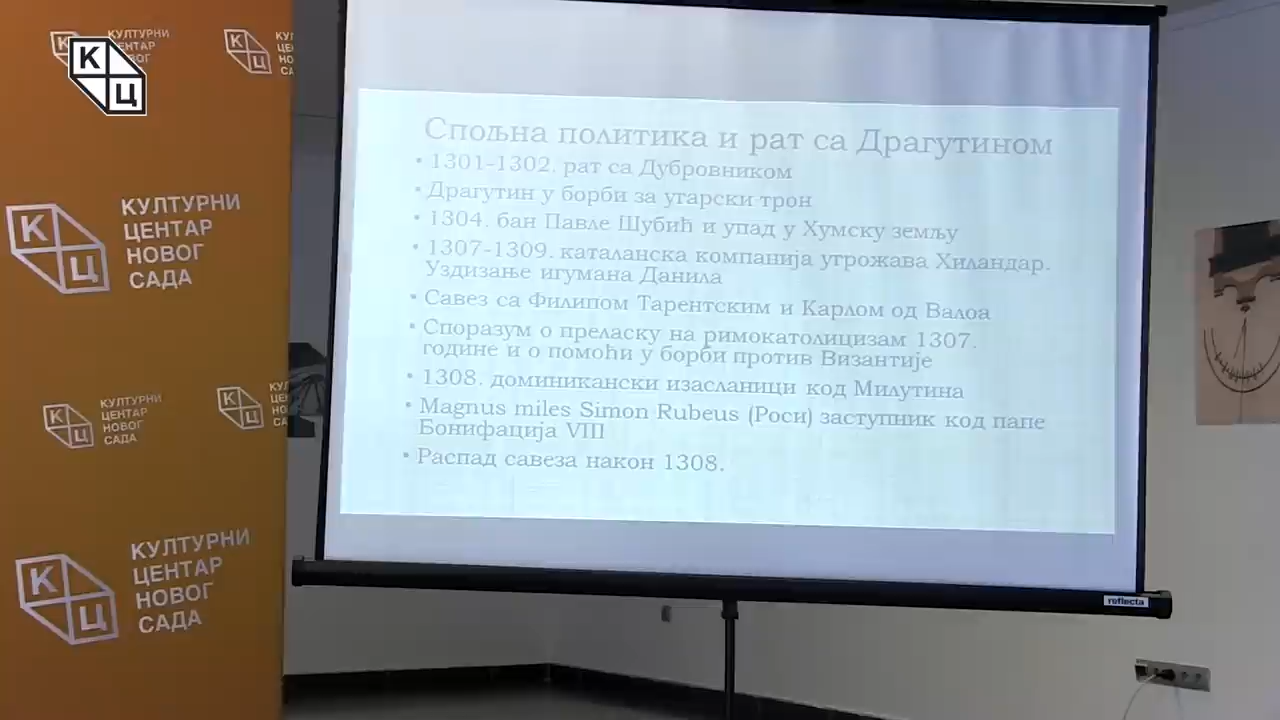 КУЛТУРНИ
ЕНТАР
К
Ц
КУ
К
Ц
КУЛТУРНИ
ЦЕНТАР
НОВОГ
САДА
К
Ц
КУЛТУРНИ
ЦЕНТАР
НОВОГ
САДА
К
Ц
КУЛТУРНИ
ЦЕНТАР
НОВОГ
САДА
Спољна политика и рат са Драгутином
• 1301-1302. рат са Дубровником
• Драгутин у борби за угарски трон
• 1304. бан Павле Шубић и упад у Хумску земљу
• 1307-1309. каталанска компанија угрожава Хиландар.
Уздизање игумана Данила
• Савез са Филипом Тарентским и Карлом од Валоа
• Споразум о преласку на римокатолицизам 1307.
године и о помоћи у борби против Византије
• 1308. доминикански изасланици код Милутина
• Magnus miles Simon Rubeus (Роси) заступник код папе
Бонифација VIII
• Распад савеза након 1308.
reflecta